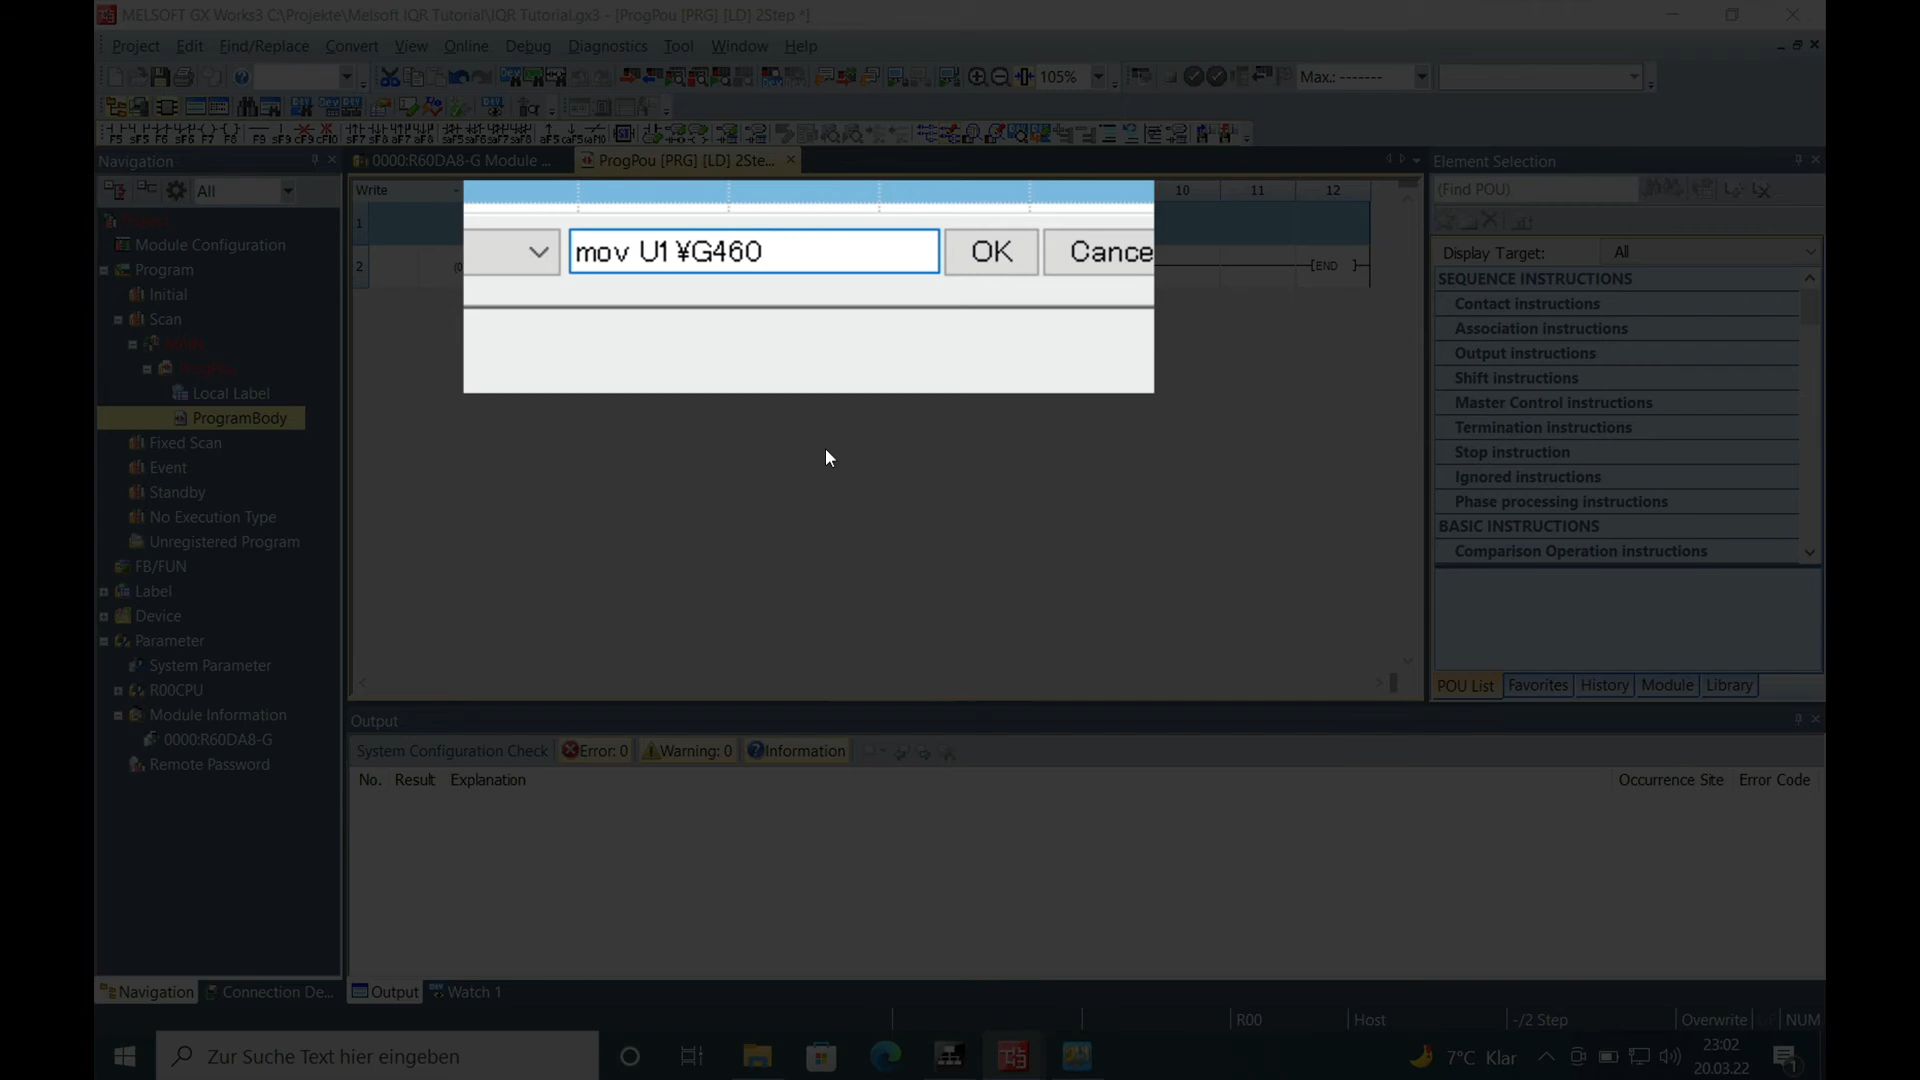 MELSOFT GX Works3 C:\Projekte\Melsoft IQR Tutorial\IQR Tutorial.gx3 - [ProgPou [PRG] [LD] 2Step *]
Project Edit Find/Replace Convert View Online Debug Diagnostics Tool Window Help
105%
Max.: -------
Navigation
0000:R60DA8-G Module ...
ProgPou [PRG] [LD] 2Ste...
Element Selection
All
Write
10 11 12
(Find POU)
1
mov U1 ¥G460
OK
Cance
2
(0
[END ]
Display Target: All
Module Configuration
Program
Initial
Scan
Local Label
ProgramBody
Fixed Scan
Event
Standby
No Execution Type
Unregistered Program
FB/FUN
Label
Device
Parameter
System Parameter
R00CPU
Module Information
0000:R60DA8-G
Remote Password
SEQUENCE INSTRUCTIONS
Contact instructions
Association instructions
Output instructions
Shift instructions
Master Control instructions
Termination instructions
Stop instruction
Ignored instructions
Phase processing instructions
BASIC INSTRUCTIONS
Comparison Operation instructions
POU List Favorites History Module Library
Output
System Configuration Check Error: 0 Warning: 0 Information
No. Result Explanation Occurrence Site Error Code
Navigation Connection De... Output Watch 1
R00 Host -/2 Step Overwrite NUM
Zur Suche Text hier eingeben
7°C Klar
23:02
20.03.22
1